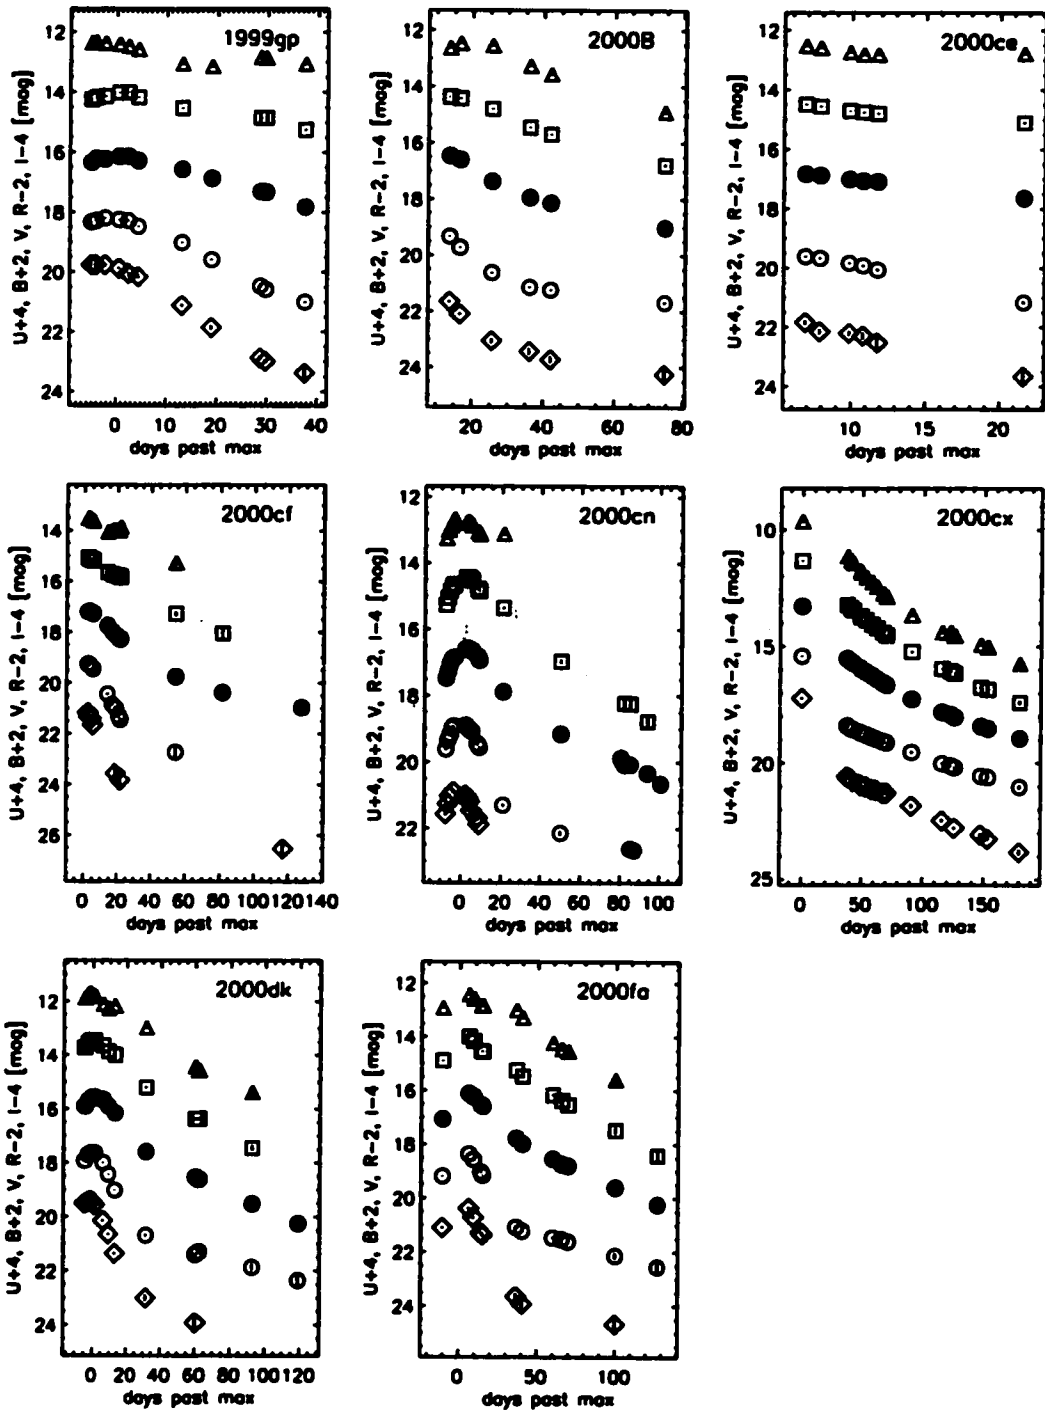 1999gp
U+4, B+2, V, R-2, I-4 [mag]
12
14
16
18
20
22
24
0 10 20 30 40
days past max
2000B
U+4, B+2, V, R-2, I-4 [mag]
12
14
16
18
20
22
24
20 40 60 80
days past max
2000ce
U+4, B+2, V, R-2, I-4 [mag]
12
14
16
18
20
22
24
10 15 20
days past max
2000cf
U+4, B+2, V, R-2, I-4 [mag]
14
16
18
20
22
24
26
0 20 40 60 80 100120140
days past max
2000cn
U+4, B+2, V, R-2, I-4 [mag]
12
14
16
18
20
22
0 20 40 60 80 100
days past max
2000cx
U+4, B+2, V, R-2, I-4 [mag]
10
15
20
25
0 50 100 150
days past max
2000dk
U+4, B+2, V, R-2, I-4 [mag]
12
14
16
18
20
22
24
0 20 40 60 80 100120
days past max
2000fa
U+4, B+2, V, R-2, I-4 [mag]
12
14
16
18
20
22
24
0 50 100
days past max